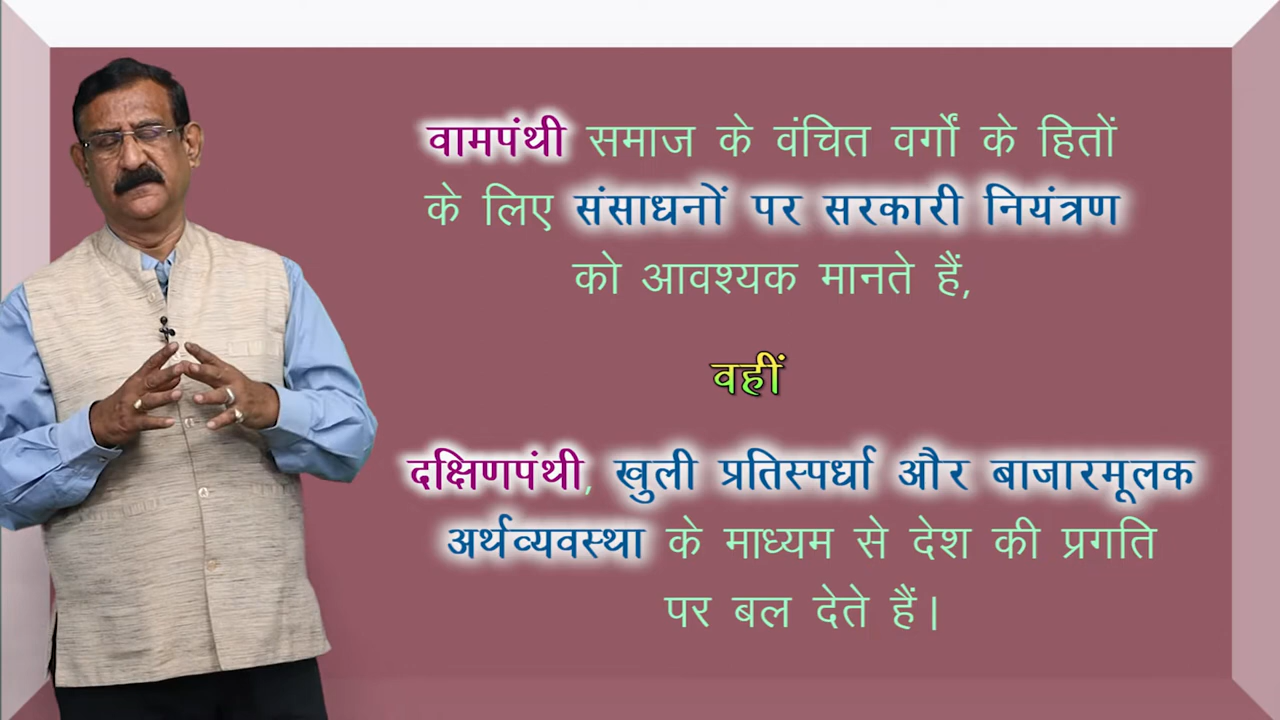 वामपंथी समाज के वंचित वर्गों के हितों
के लिए संसाधनों पर सरकारी नियंत्रण
को आवश्यक मानते हैं,
वहीं
दक्षिणपंथी, खुली प्रतिस्पर्धा और बाजारमूलक
अर्थव्यवस्था के माध्यम से देश की प्रगति
पर बल देते हैं|